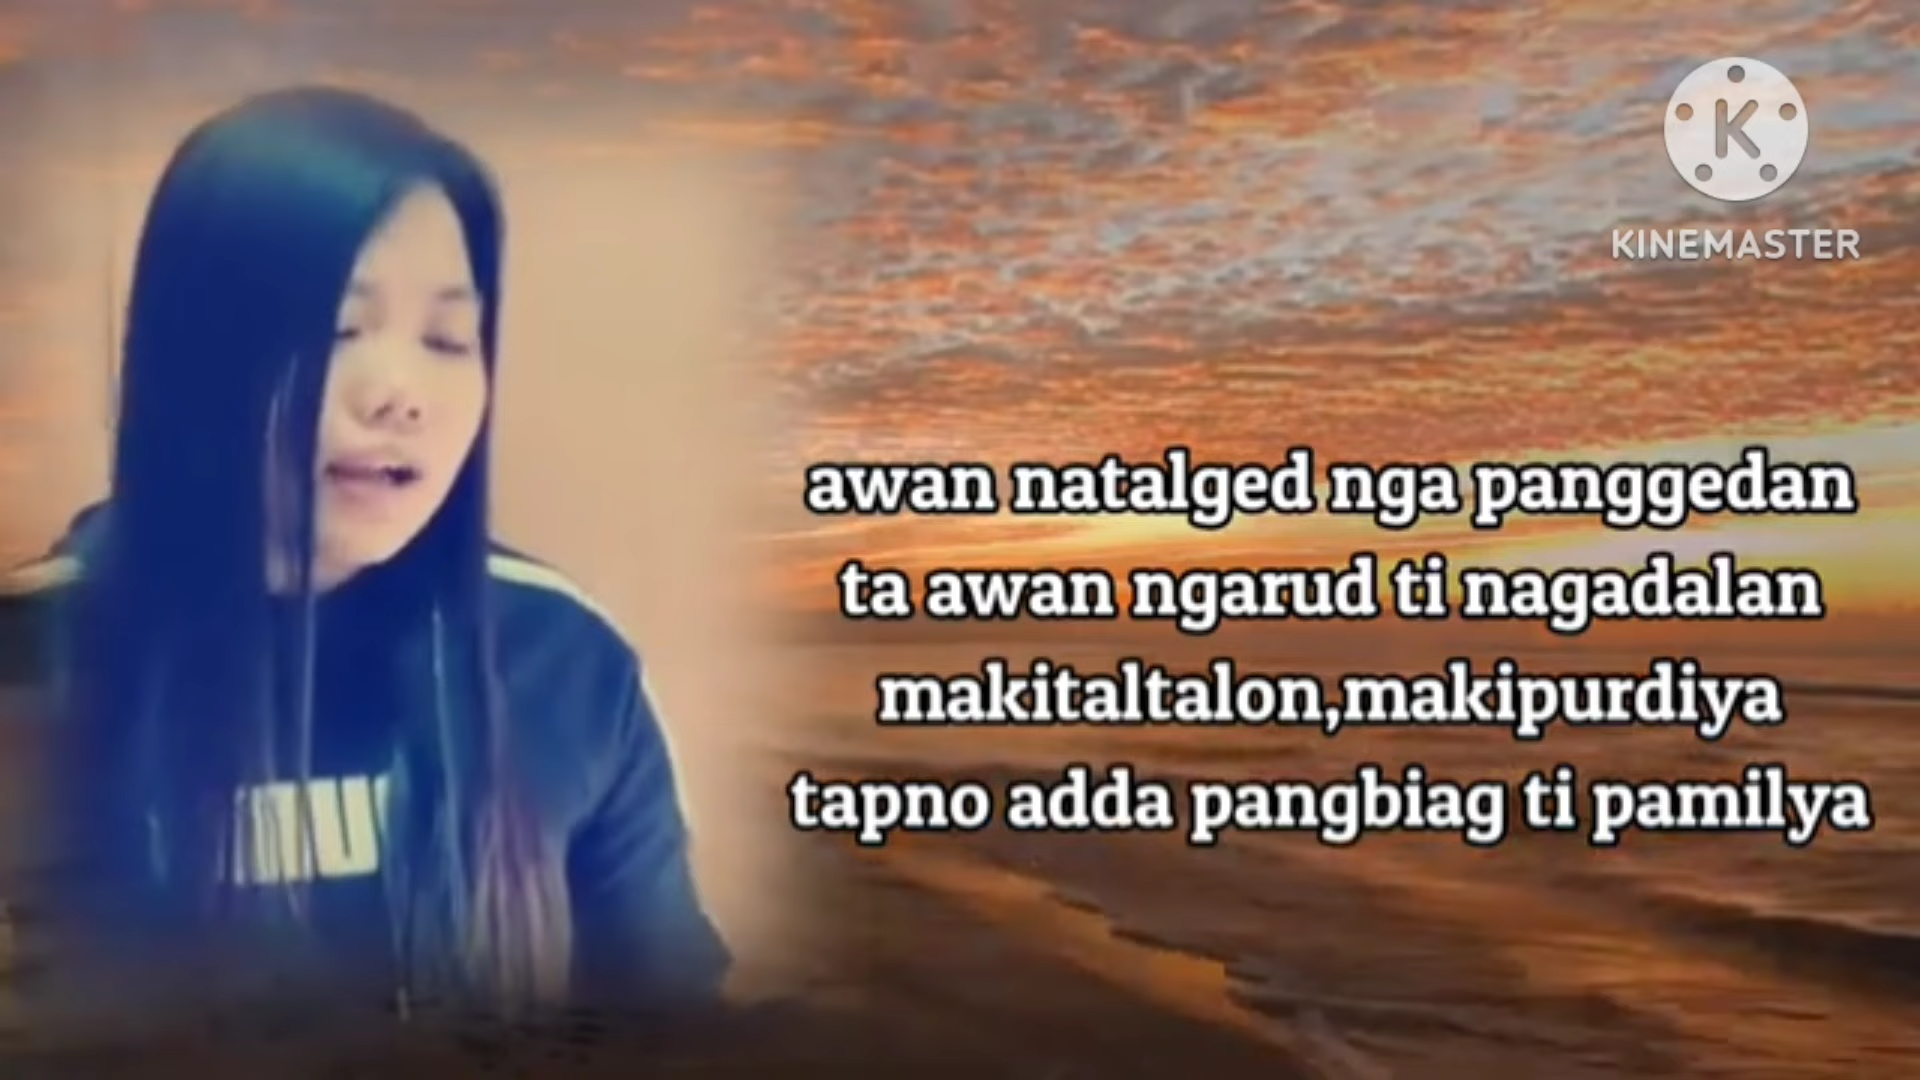 KINEMASTER
awan natalged nga panggedan
ta awan ngarud ti nagadalan
makitaltalon,makipurdiya
tapno adda pangbiag ti pamilya